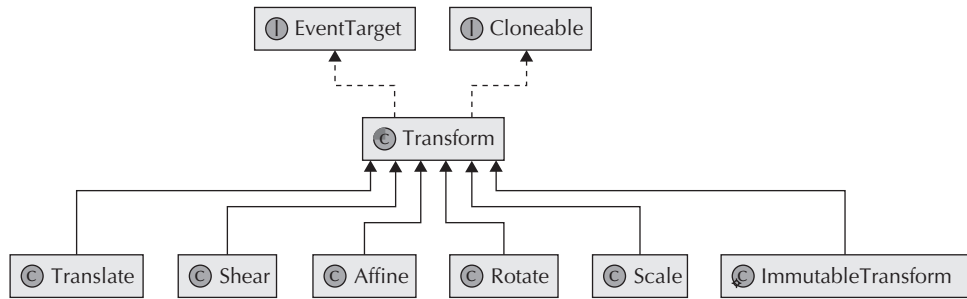 I EventTarget
I Cloneable
C Transform
C Translate
C Shear
C Affine
C Rotate
C Scale
C ImmutableTransform